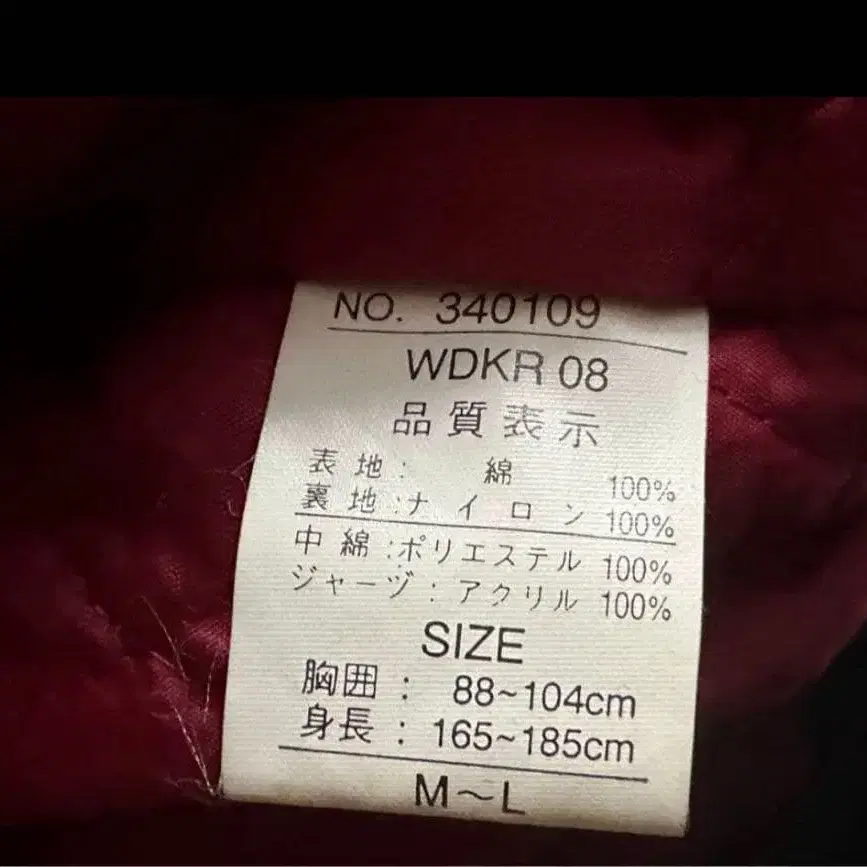 NO. 340109
WDKR 08
品質表示
表地: 綿 100%
裏地:ナイロン 100%
中綿:ポリエステル 100%
ジャーヅ: アクリル 100%
SIZE
胸囲: 88~104cm
身長: 165~185cm
M~L